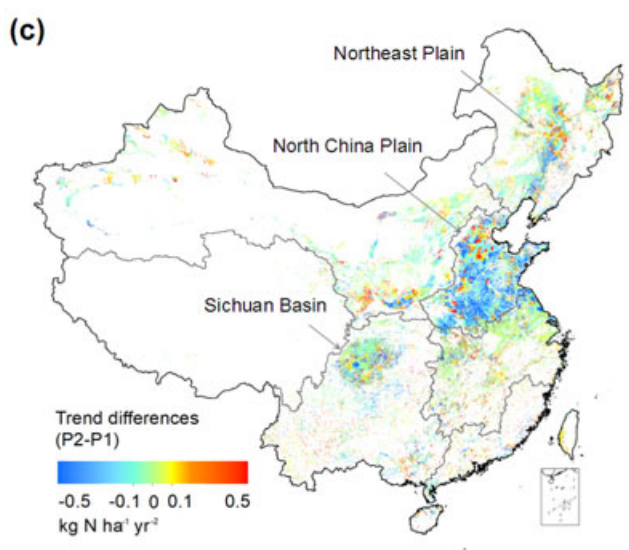 (c)
Northeast Plain
North China Plain
Sichuan Basin
Trend differences
(P2-P1)
-0.5 -0.1 0 0.1 0.5
kg N ha⁻¹ yr⁻²